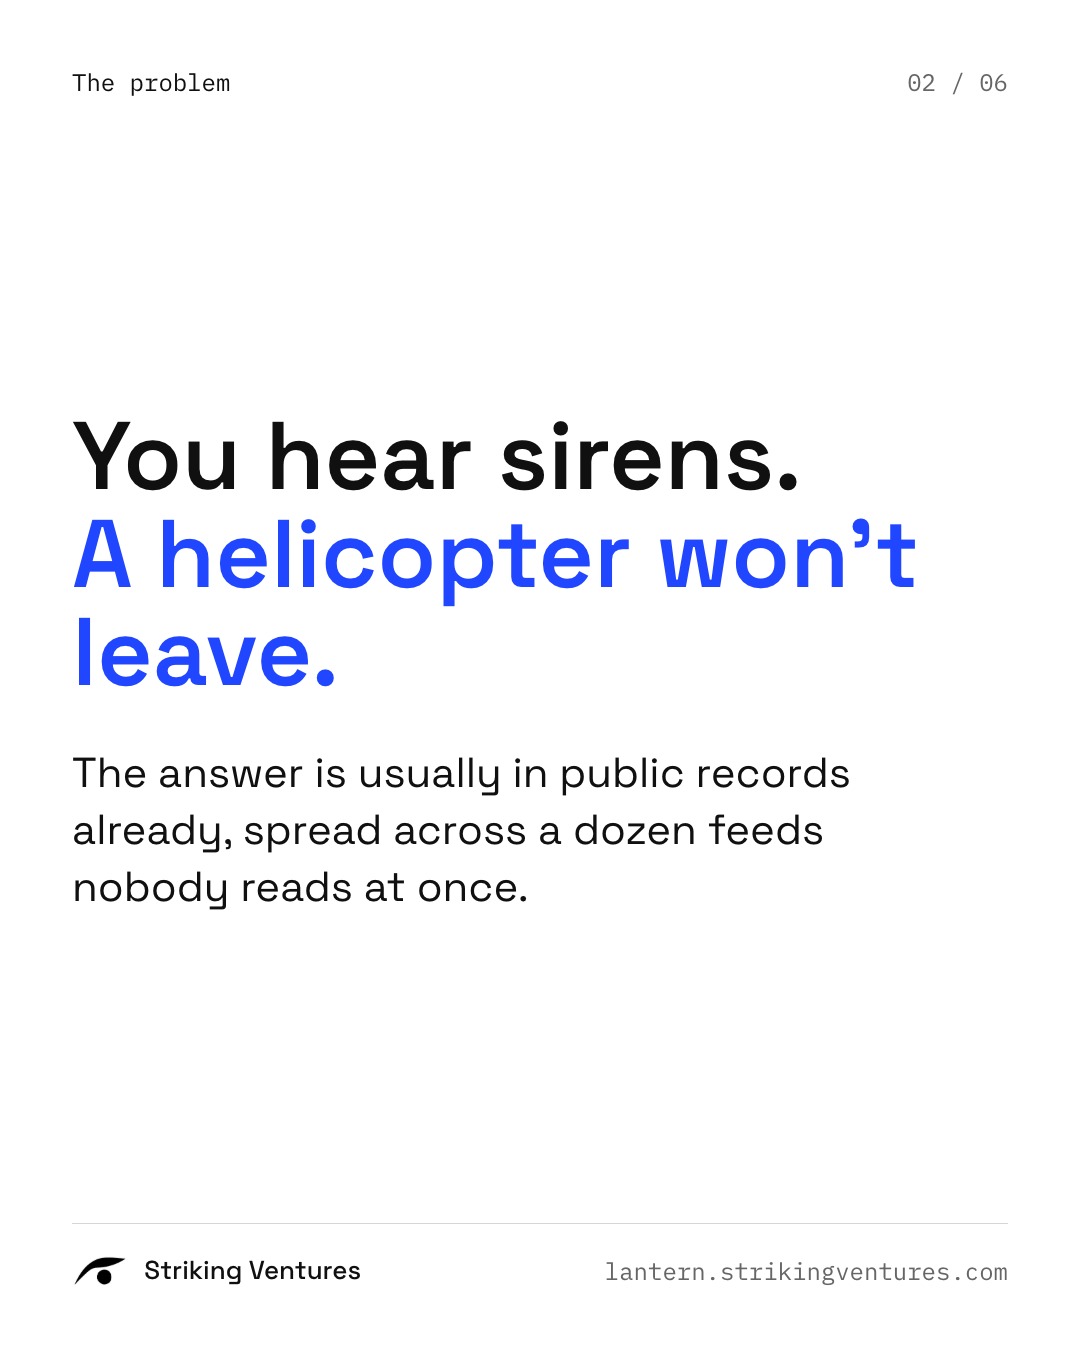 The problem
02 / 06
You hear sirens.
A helicopter won’t
leave.
The answer is usually in public records
already, spread across a dozen feeds
nobody reads at once.
Striking Ventures
lantern.strikingventures.com